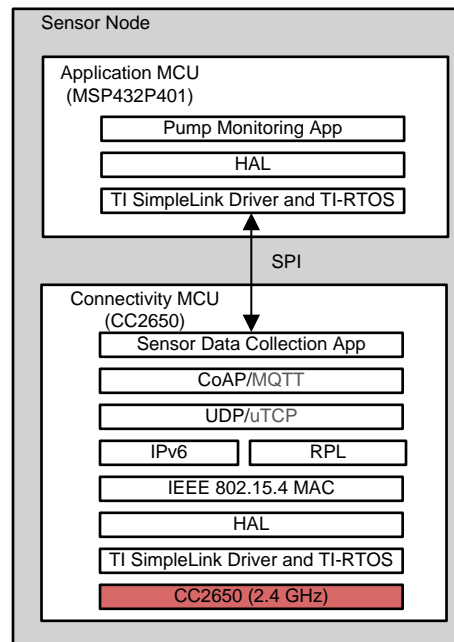 Sensor Node
Application MCU
(MSP432P401)
Pump Monitoring App
HAL
TI SimpleLink Driver and TI-RTOS
SPI
Connectivity MCU
(CC2650)
Sensor Data Collection App
CoAP/MQTT
UDP/uTCP
IPv6
RPL
IEEE 802.15.4 MAC
HAL
TI SimpleLink Driver and TI-RTOS
CC2650 (2.4 GHz)